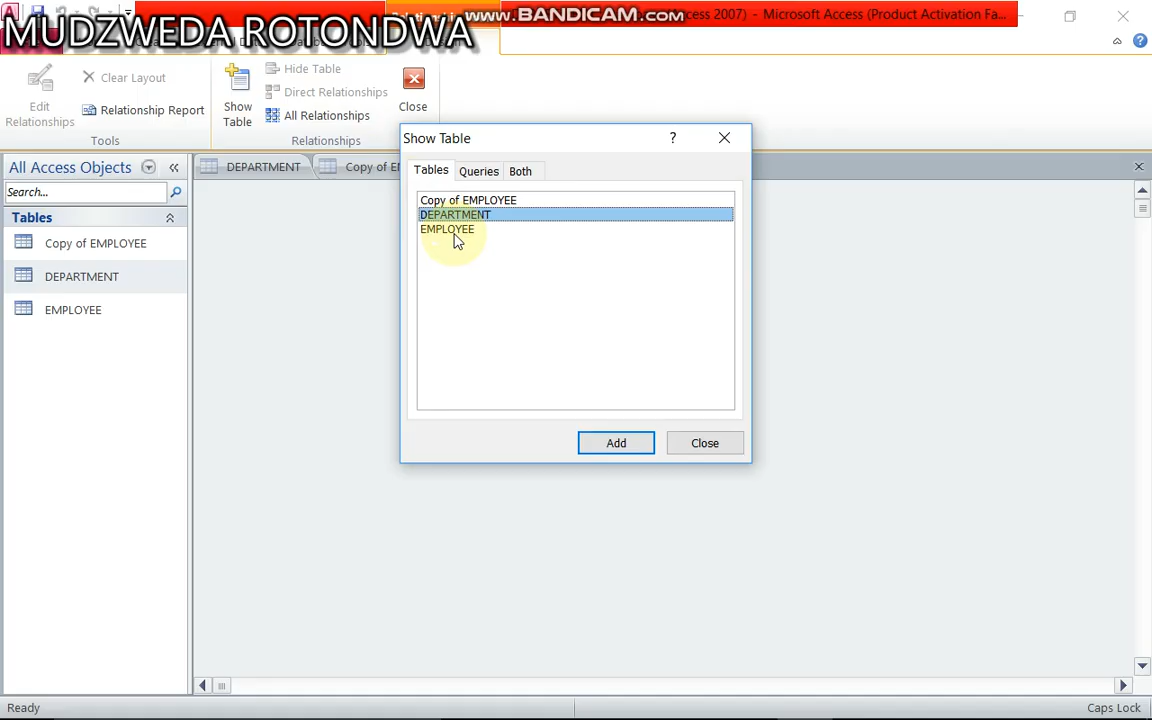 www.BANDICAM.com
ccess 2007) - Microsoft Access (Product Activation Fa...
MUDZWEDA ROTONDWA
Edit
Relationships
Clear Layout
Relationship Report
Tools
Show
Table
Hide Table
Direct Relationships
All Relationships
Relationships
Close
All Access Objects
Search...
Tables
Copy of EMPLOYEE
DEPARTMENT
EMPLOYEE
DEPARTMENT
Copy of E
Show Table
?
Tables
Queries
Both
Copy of EMPLOYEE
DEPARTMENT
EMPLOYEE
Add
Close
Ready
Caps Lock